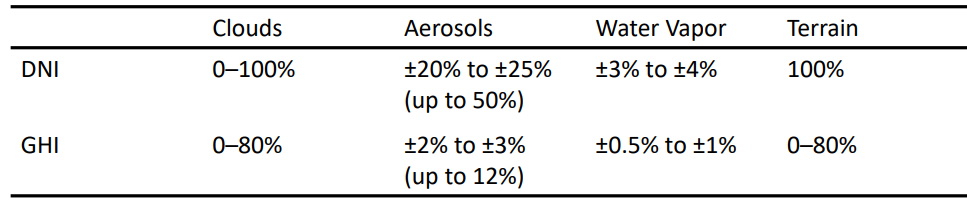 Clouds Aerosols Water Vapor Terrain
DNI 0–100% ±20% to ±25% ±3% to ±4% 100%
(up to 50%)
GHI 0–80% ±2% to ±3% ±0.5% to ±1% 0–80%
(up to 12%)